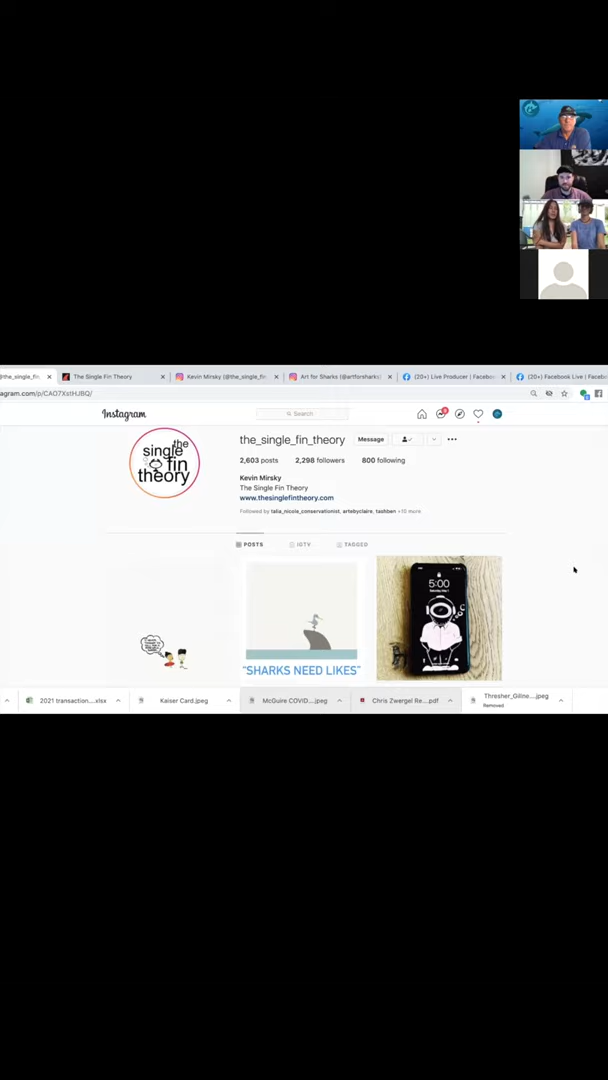 @the_single_fin.
The Single Fin Theory
Kevin Mirsky (@the_single_fin
Art for Sharks (@artforsharks)
(20+) Live Producer | Facebo
(20+) Facebook Live | Facebo
agram.com/p/CAO7XstHJBQ/
Instagram
Search
the
single
fin
theory
the_single_fin_theory
Message
2,603 posts
2,298 followers
800 following
Kevin Mirsky
The Single Fin Theory
www.thesinglefintheory.com
Followed by talia_nicole_conservationist, artebyclaire, tashben +10 more
POSTS
IGTV
TAGGED
5:00
"SHARKS NEED LIKES"
2021 transaction....xlsx
Kaiser Card.jpeg
McGuire COVID....jpeg
Chris Zwergel Re....pdf
Thresher_Gillne....jpeg
Removed